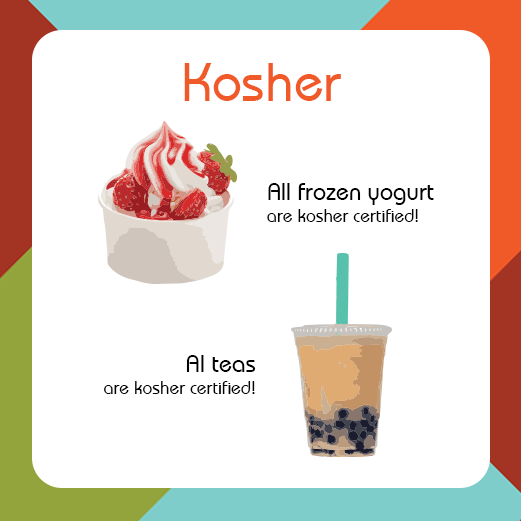 Kosher
All frozen yogurt
are kosher certified!
Al teas
are kosher certified!